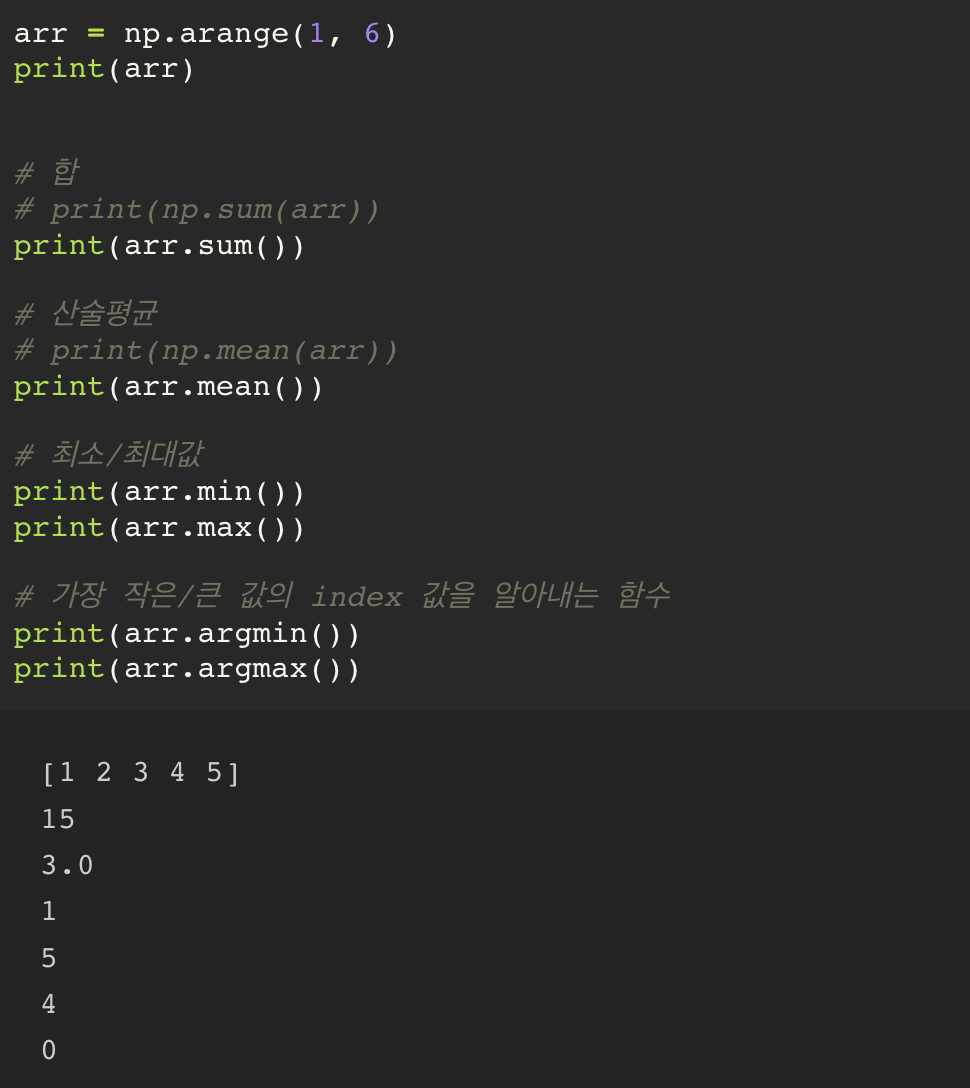 arr = np.arange(1, 6)
print(arr)
# 합
# print(np.sum(arr))
print(arr.sum())
# 산술평균
# print(np.mean(arr))
print(arr.mean())
# 최소/최대값
print(arr.min())
print(arr.max())
# 가장 작은/큰 값의 index 값을 알아내는 함수
print(arr.argmin())
print(arr.argmax())
[1 2 3 4 5]
15
3.0
1
5
4
0